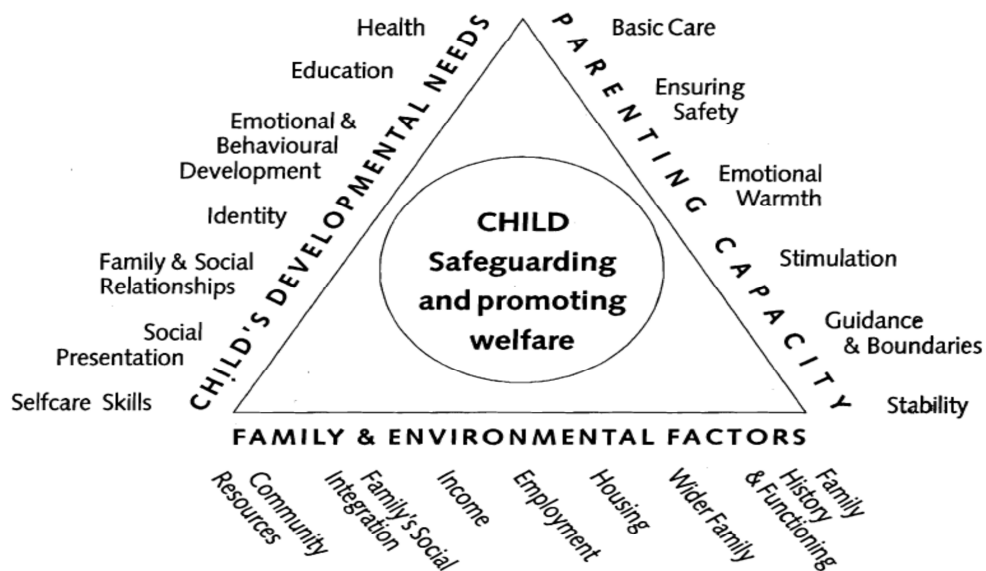 Health
Education
Emotional &
Behavioural
Development
Identity
Family & Social
Relationships
Social
Presentation
Selfcare Skills
CHILD'S DEVELOPMENTAL NEEDS
CHILD
Safeguarding
and promoting
welfare
PARENTING CAPACITY
Basic Care
Ensuring
Safety
Emotional
Warmth
Stimulation
Guidance
& Boundaries
Stability
FAMILY & ENVIRONMENTAL FACTORS
Community
Resources
Family's Social
Integration
Income
Employment
Housing
Wider Family
Family
History
& Functioning